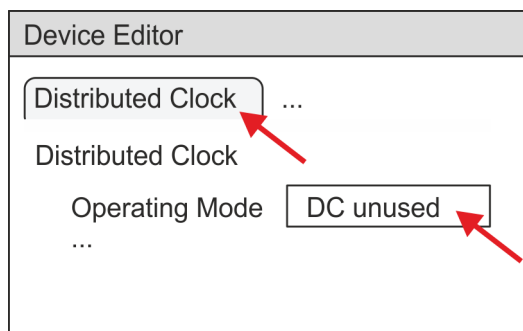 Device Editor
Distributed Clock ...
Distributed Clock
Operating Mode DC unused
...